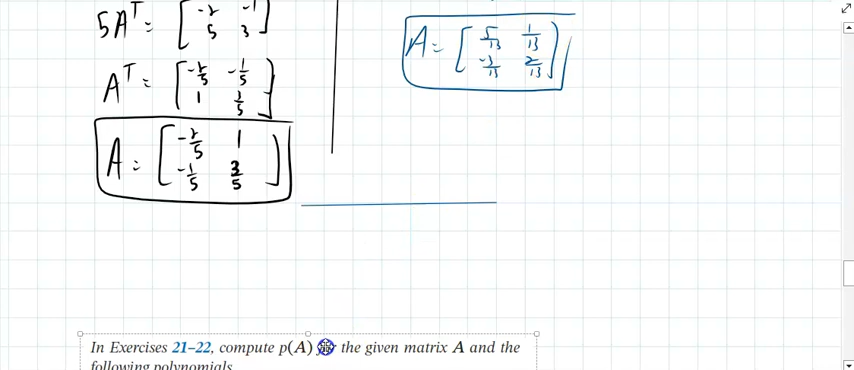 5Aᵀ = [ -2 -1
5 3 ]
Aᵀ = [ -2/5 -1/5
1 3/5 ]
A = [ -2/5 1
-1/5 3/5 ]
A = [ 5/13 1/13
-3/13 2/13 ]
In Exercises 21–22, compute p(A) the given matrix A and the
following polynomials